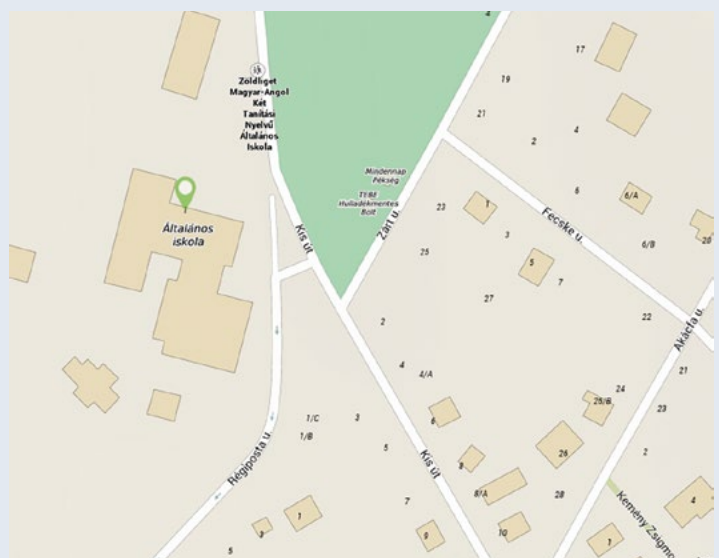 4
17
Zöldliget
Magyar-Angol
Két
Tanítási
Nyelvű
Általános
Iskola
19
21
2
4
Mindennap
Pékség
TEBE
Hulladékmentes
Bolt
Zárt u.
23
1
6
6/A
Fecske u.
Általános
iskola
Kis út
25
3
5
7
6/B
20
27
22
2
Akácfa u.
4
4/A
21
24
25/B
23
1/C
3
1/B
5
6
Kis út
Régiposta u.
8
26
2
8/A
28
7
4
1
3
10
9
5
1
Kemény Zsigmo